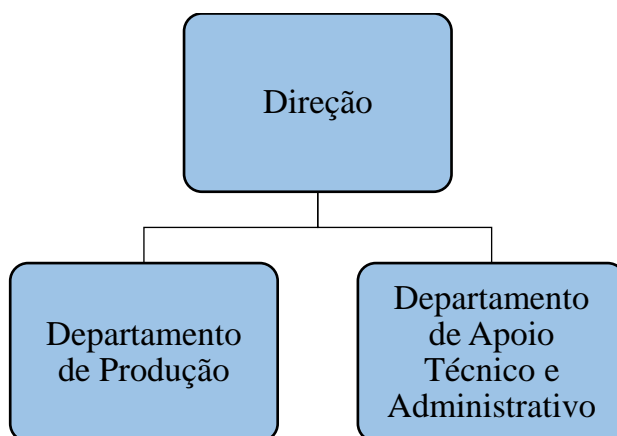 Direção
Departamento
de Produção
Departamento
de Apoio
Técnico e
Administrativo